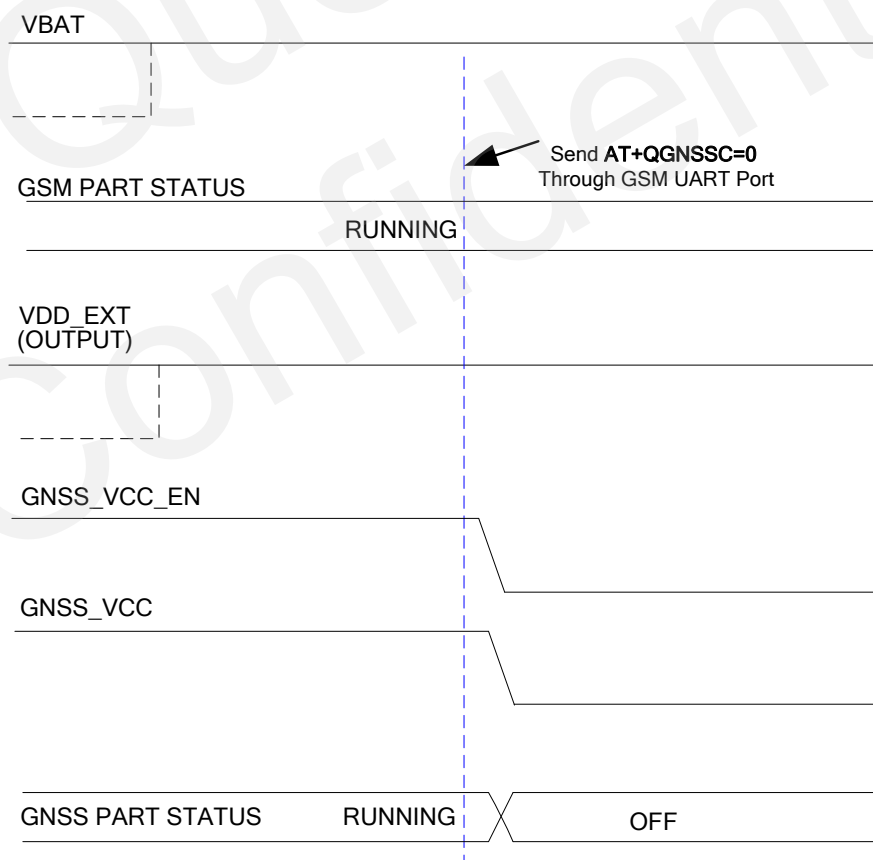 VBAT
Send AT+QGNSSC=0
Through GSM UART Port
GSM PART STATUS
RUNNING
VDD_EXT
(OUTPUT)
GNSS_VCC_EN
GNSS_VCC
GNSS PART STATUS RUNNING OFF